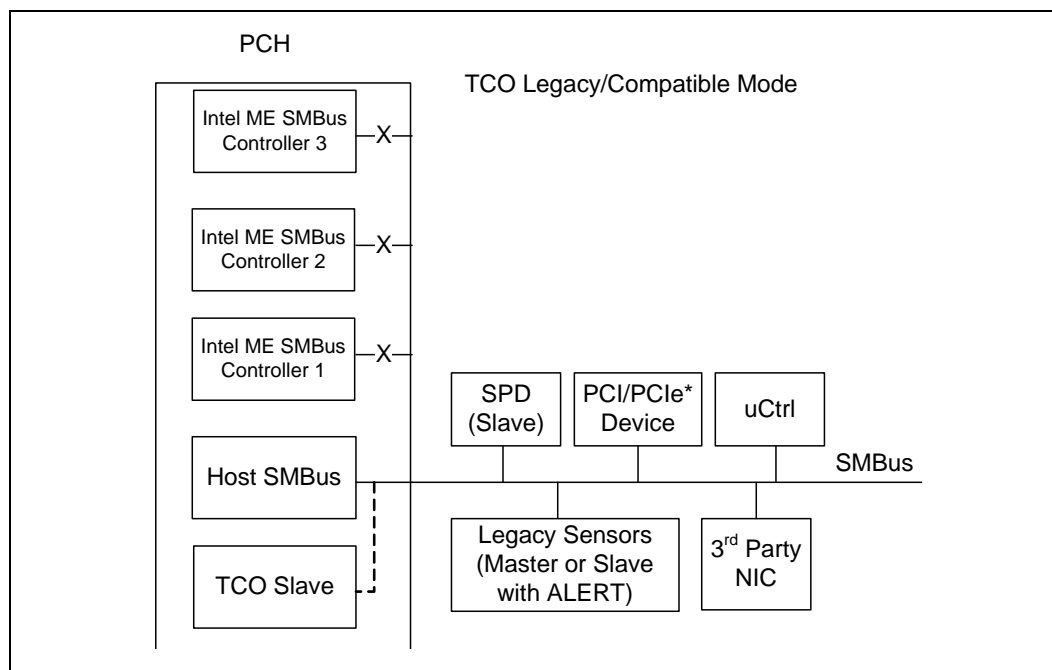 PCH
TCO Legacy/Compatible Mode
Intel ME SMBus
Controller 3
X
Intel ME SMBus
Controller 2
X
Intel ME SMBus
Controller 1
X
SPD
(Slave)
PCI/PCIe*
Device
uCtrl
Host SMBus
SMBus
Legacy Sensors
(Master or Slave
with ALERT)
3rd Party
NIC
TCO Slave